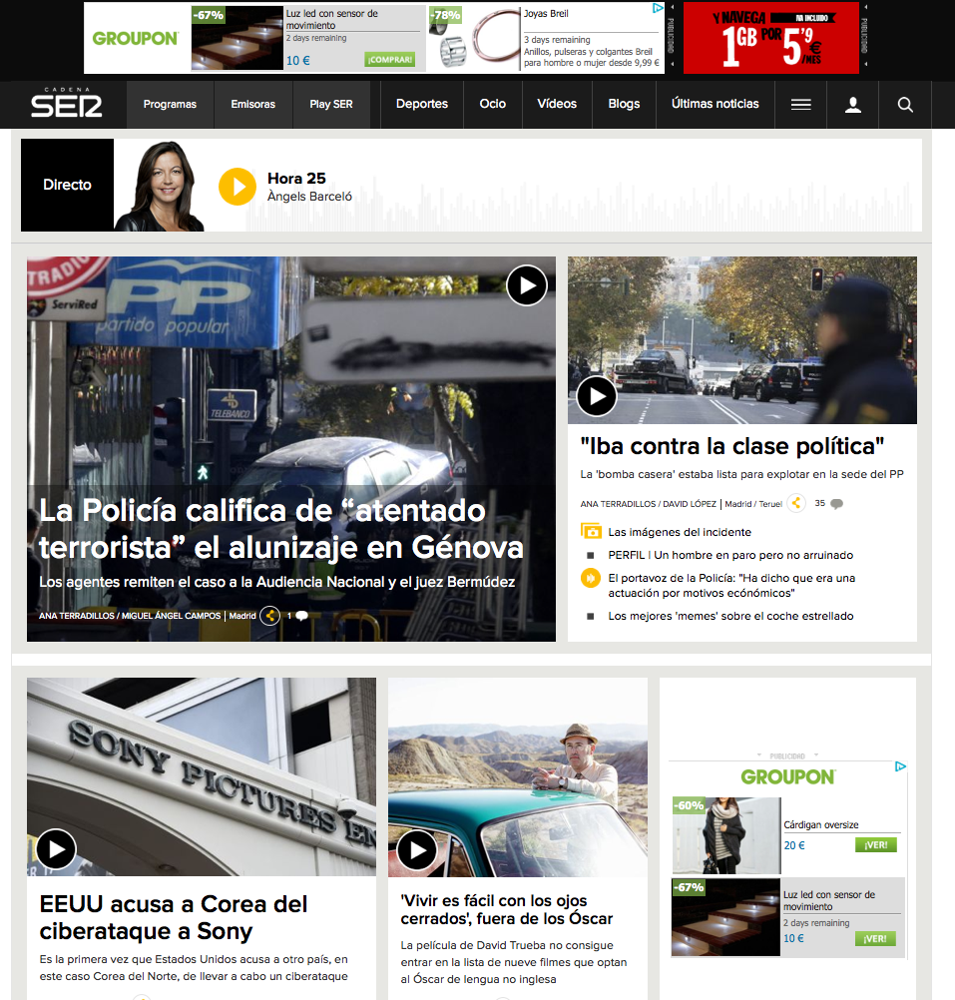 GROUPON
-67%
Luz led con sensor de
movimiento
2 days remaining
10 €
¡COMPRAR!
-78%
Joyas Breil
3 days remaining
Anillos, pulseras y colgantes Breil
para hombre o mujer desde 9,99 €
PUBLICIDAD
Y NAVEGA
IVA INCLUIDO
1GB POR 5'9 €/MES
PUBLICIDAD
CADENA
SER
Programas
Emisoras
Play SER
Deportes
Ocio
Vídeos
Blogs
Últimas noticias
Directo
Hora 25
Àngels Barceló
TRADI
ServiRed
PP
partido popular
TELEBANCO
La Policía califica de “atentado
terrorista” el alunizaje en Génova
Los agentes remiten el caso a la Audiencia Nacional y el juez Bermúdez
ANA TERRADILLOS / MIGUEL ÁNGEL CAMPOS | Madrid
1
"Iba contra la clase política"
La 'bomba casera' estaba lista para explotar en la sede del PP
ANA TERRADILLOS / DAVID LÓPEZ | Madrid / Teruel
35
Las imágenes del incidente
PERFIL | Un hombre en paro pero no arruinado
El portavoz de la Policía: "Ha dicho que era una
actuación por motivos ecónómicos"
Los mejores 'memes' sobre el coche estrellado
SONY PICTURES EN
EEUU acusa a Corea del
ciberataque a Sony
Es la primera vez que Estados Unidos acusa a otro país, en
este caso Corea del Norte, de llevar a cabo un ciberataque
'Vivir es fácil con los ojos
cerrados', fuera de los Óscar
La película de David Trueba no consigue
entrar en la lista de nueve filmes que optan
al Óscar de lengua no inglesa
PUBLICIDAD
GROUPON
-60%
Cárdigan oversize
20 €
¡VER!
-67%
Luz led con sensor de
movimiento
2 days remaining
10 €
¡VER!